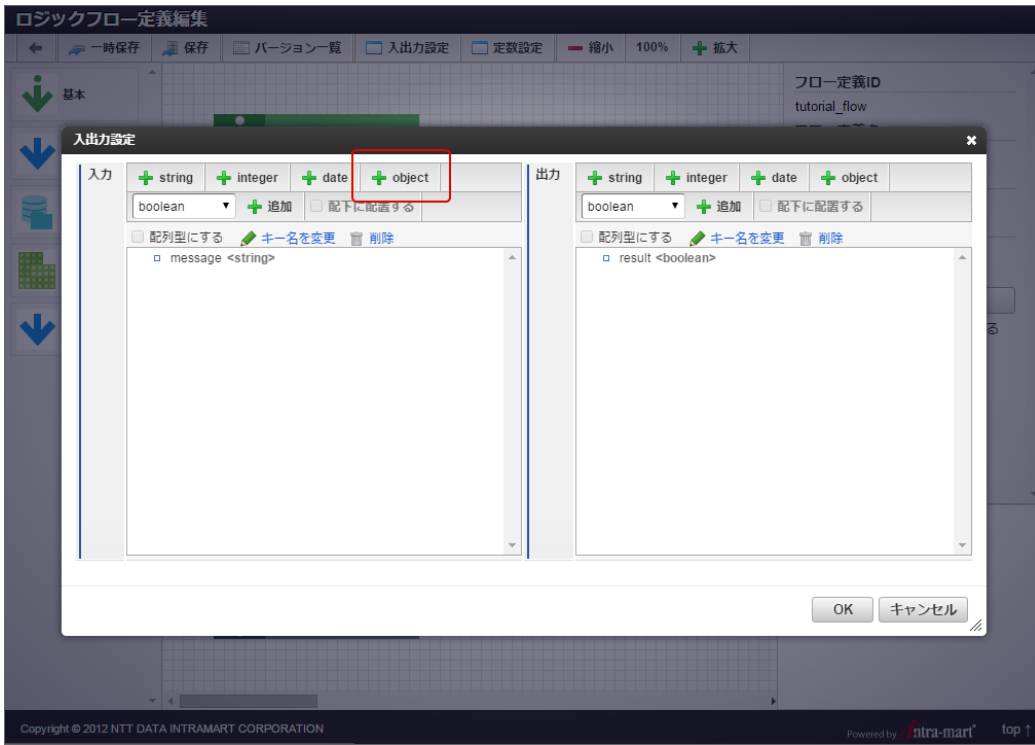 ロジックフロー定義編集
一時保存 保存 バージョン一覧 入出力設定 定数設定 縮小 100% 拡大
基本
フロー定義ID
tutorial_flow
入出力設定
入力 string integer date object
boolean 追加 配下に配置する
配列型にする キー名を変更 削除
message <string>
出力 string integer date object
boolean 追加 配下に配置する
配列型にする キー名を変更 削除
result <boolean>
る
OK キャンセル
Copyright © 2012 NTT DATA INTRAMART CORPORATION
Powered by intra-mart top ↑